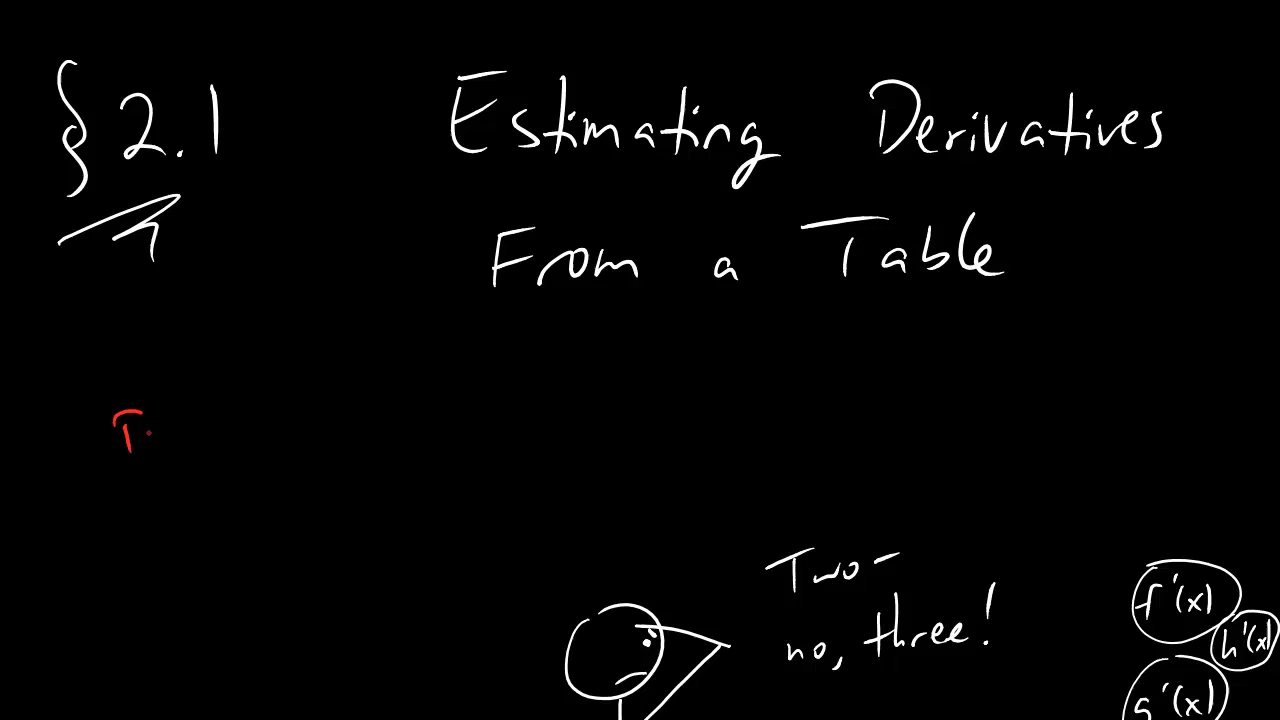 § 2.1
Estimating Derivatives
From a Table
T
Two-
no, three!
f'(x)
h'(x)
g'(x)